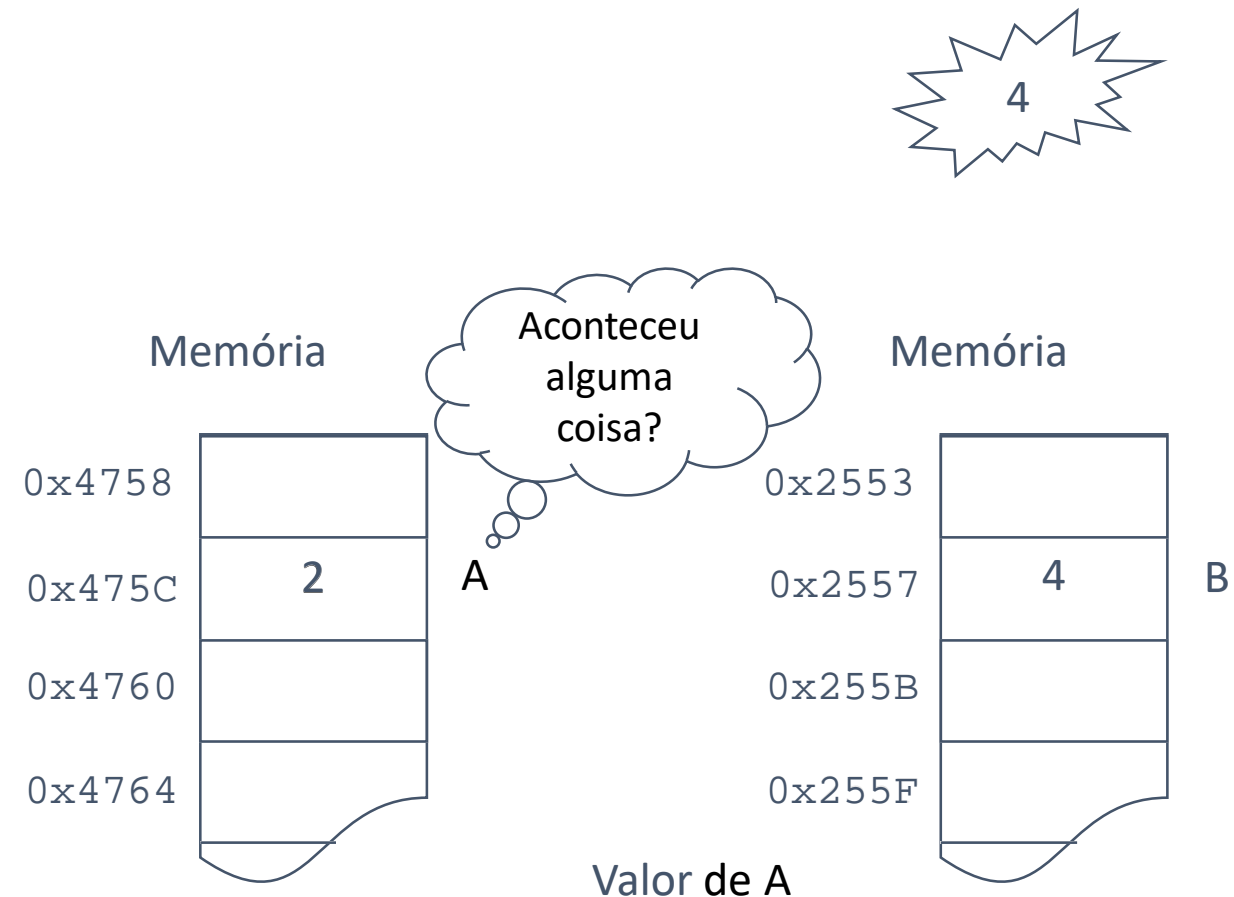 4
Aconteceu
alguma
coisa?
Memória
0x4758
0x475C 2 A
0x4760
0x4764
Memória
0x2553
0x2557 4 B
0x255B
0x255F
Valor de A